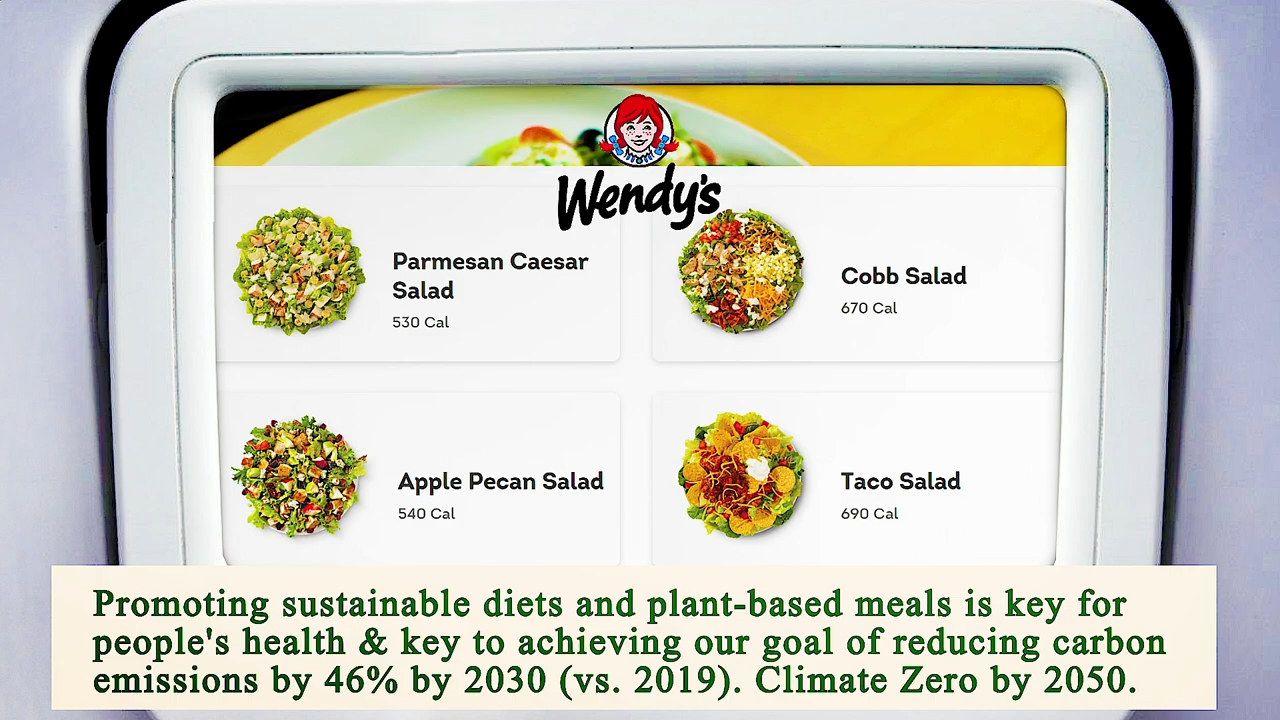 Wendy's
Parmesan Caesar
Salad
530 Cal
Cobb Salad
670 Cal
Apple Pecan Salad
540 Cal
Taco Salad
690 Cal
Promoting sustainable diets and plant-based meals is key for
people's health & key to achieving our goal of reducing carbon
emissions by 46% by 2030 (vs. 2019). Climate Zero by 2050.